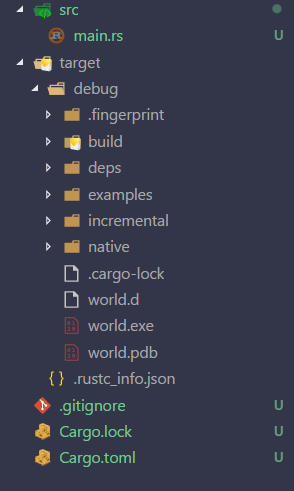 src
main.rs U
target
debug
.fingerprint
build
deps
examples
incremental
native
.cargo-lock
world.d
world.exe
world.pdb
.rustc_info.json
.gitignore U
Cargo.lock U
Cargo.toml U